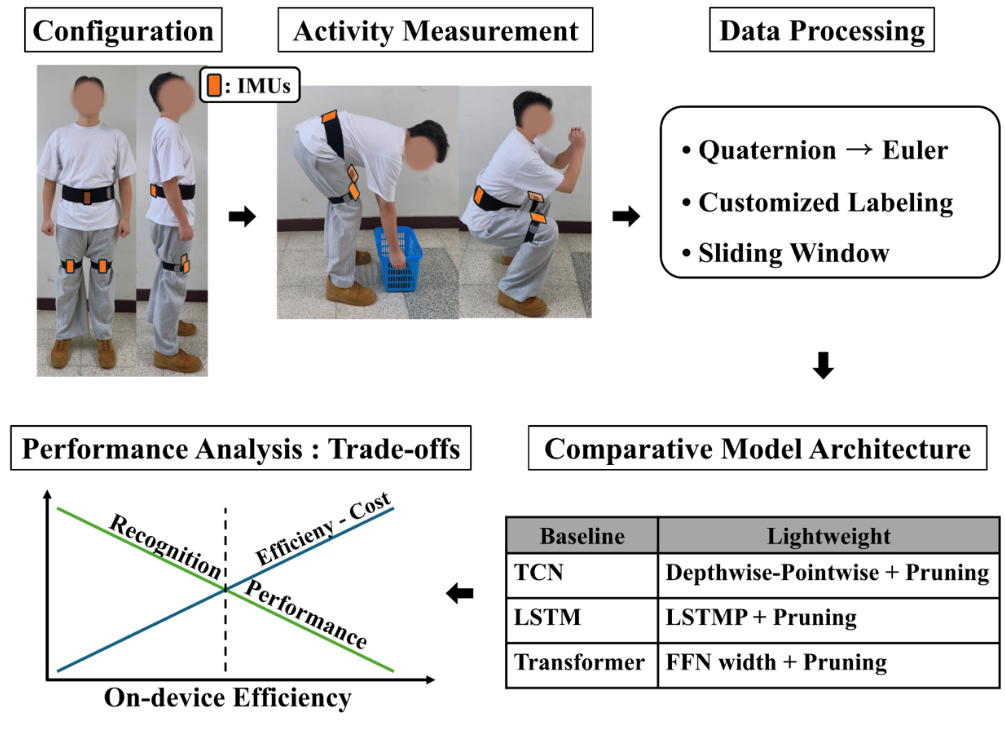 Configuration
Activity Measurement
Data Processing
: IMUs
• Quaternion → Euler
• Customized Labeling
• Sliding Window
Performance Analysis : Trade-offs
Comparative Model Architecture
Recognition Performance
Efficieny - Cost
On-device Efficiency
Baseline Lightweight
TCN Depthwise-Pointwise + Pruning
LSTM LSTMP + Pruning
Transformer FFN width + Pruning